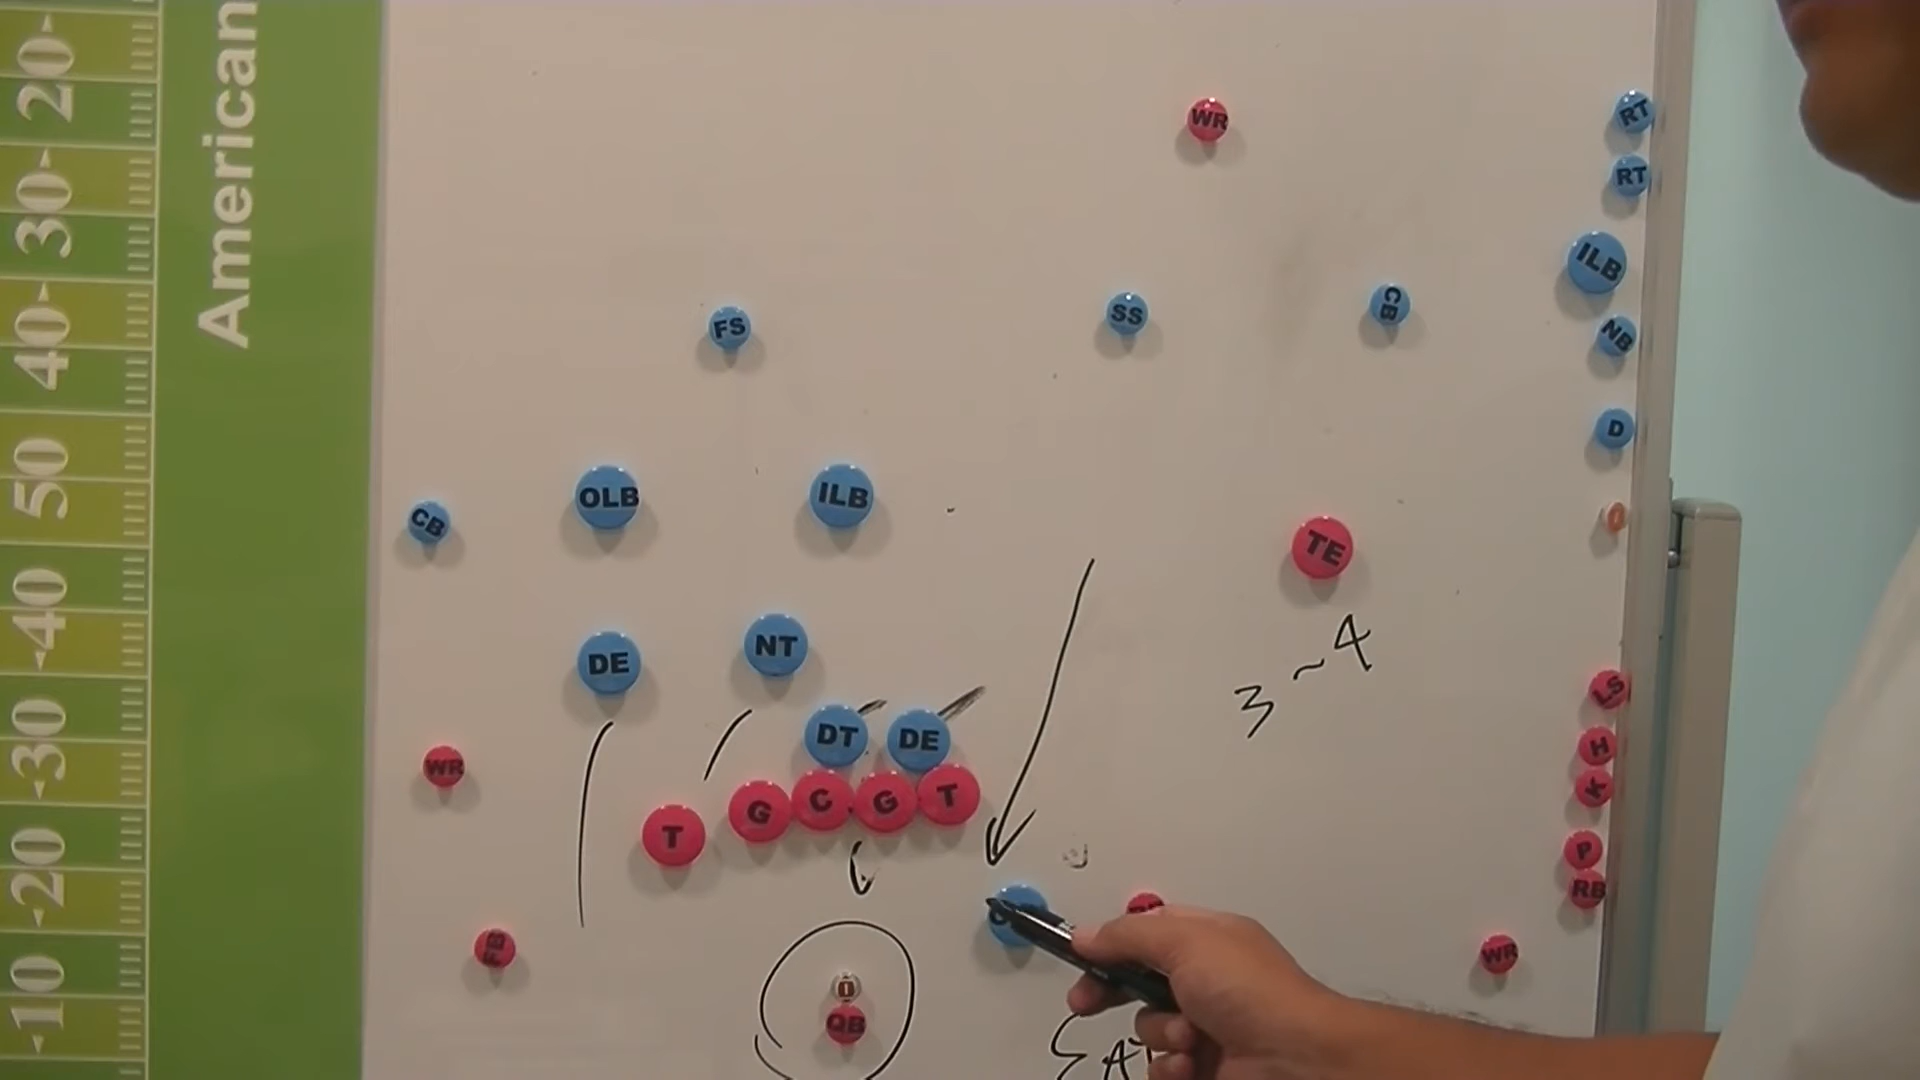 20
30
40
50
40
30
20
10
American
WR
RT
RT
ILB
FS
SS
CB
NB
D
CB
OLB
ILB
TE
DE
NT
3~4
DT
DE
WR
T
G
C
G
T
LS
H
K
P
RB
FB
WR
QB